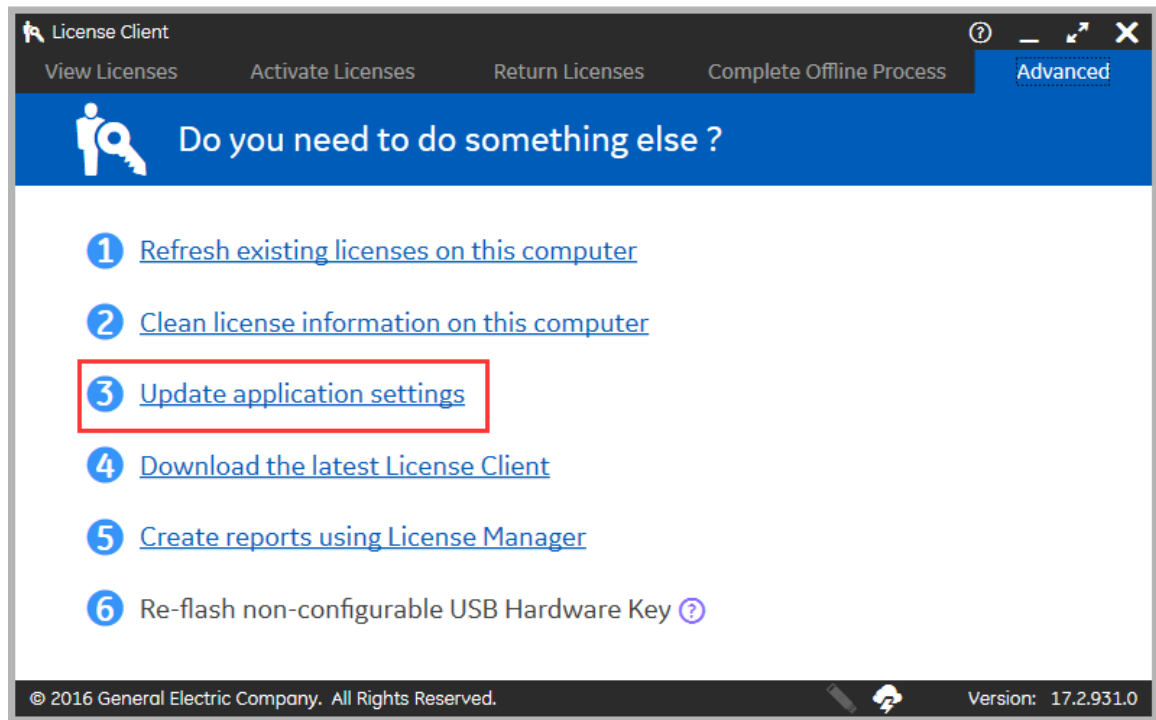 License Client
View Licenses Activate Licenses Return Licenses Complete Offline Process Advanced
Do you need to do something else ?
1 Refresh existing licenses on this computer
2 Clean license information on this computer
3 Update application settings
4 Download the latest License Client
5 Create reports using License Manager
6 Re-flash non-configurable USB Hardware Key ?
© 2016 General Electric Company. All Rights Reserved. Version: 17.2.931.0